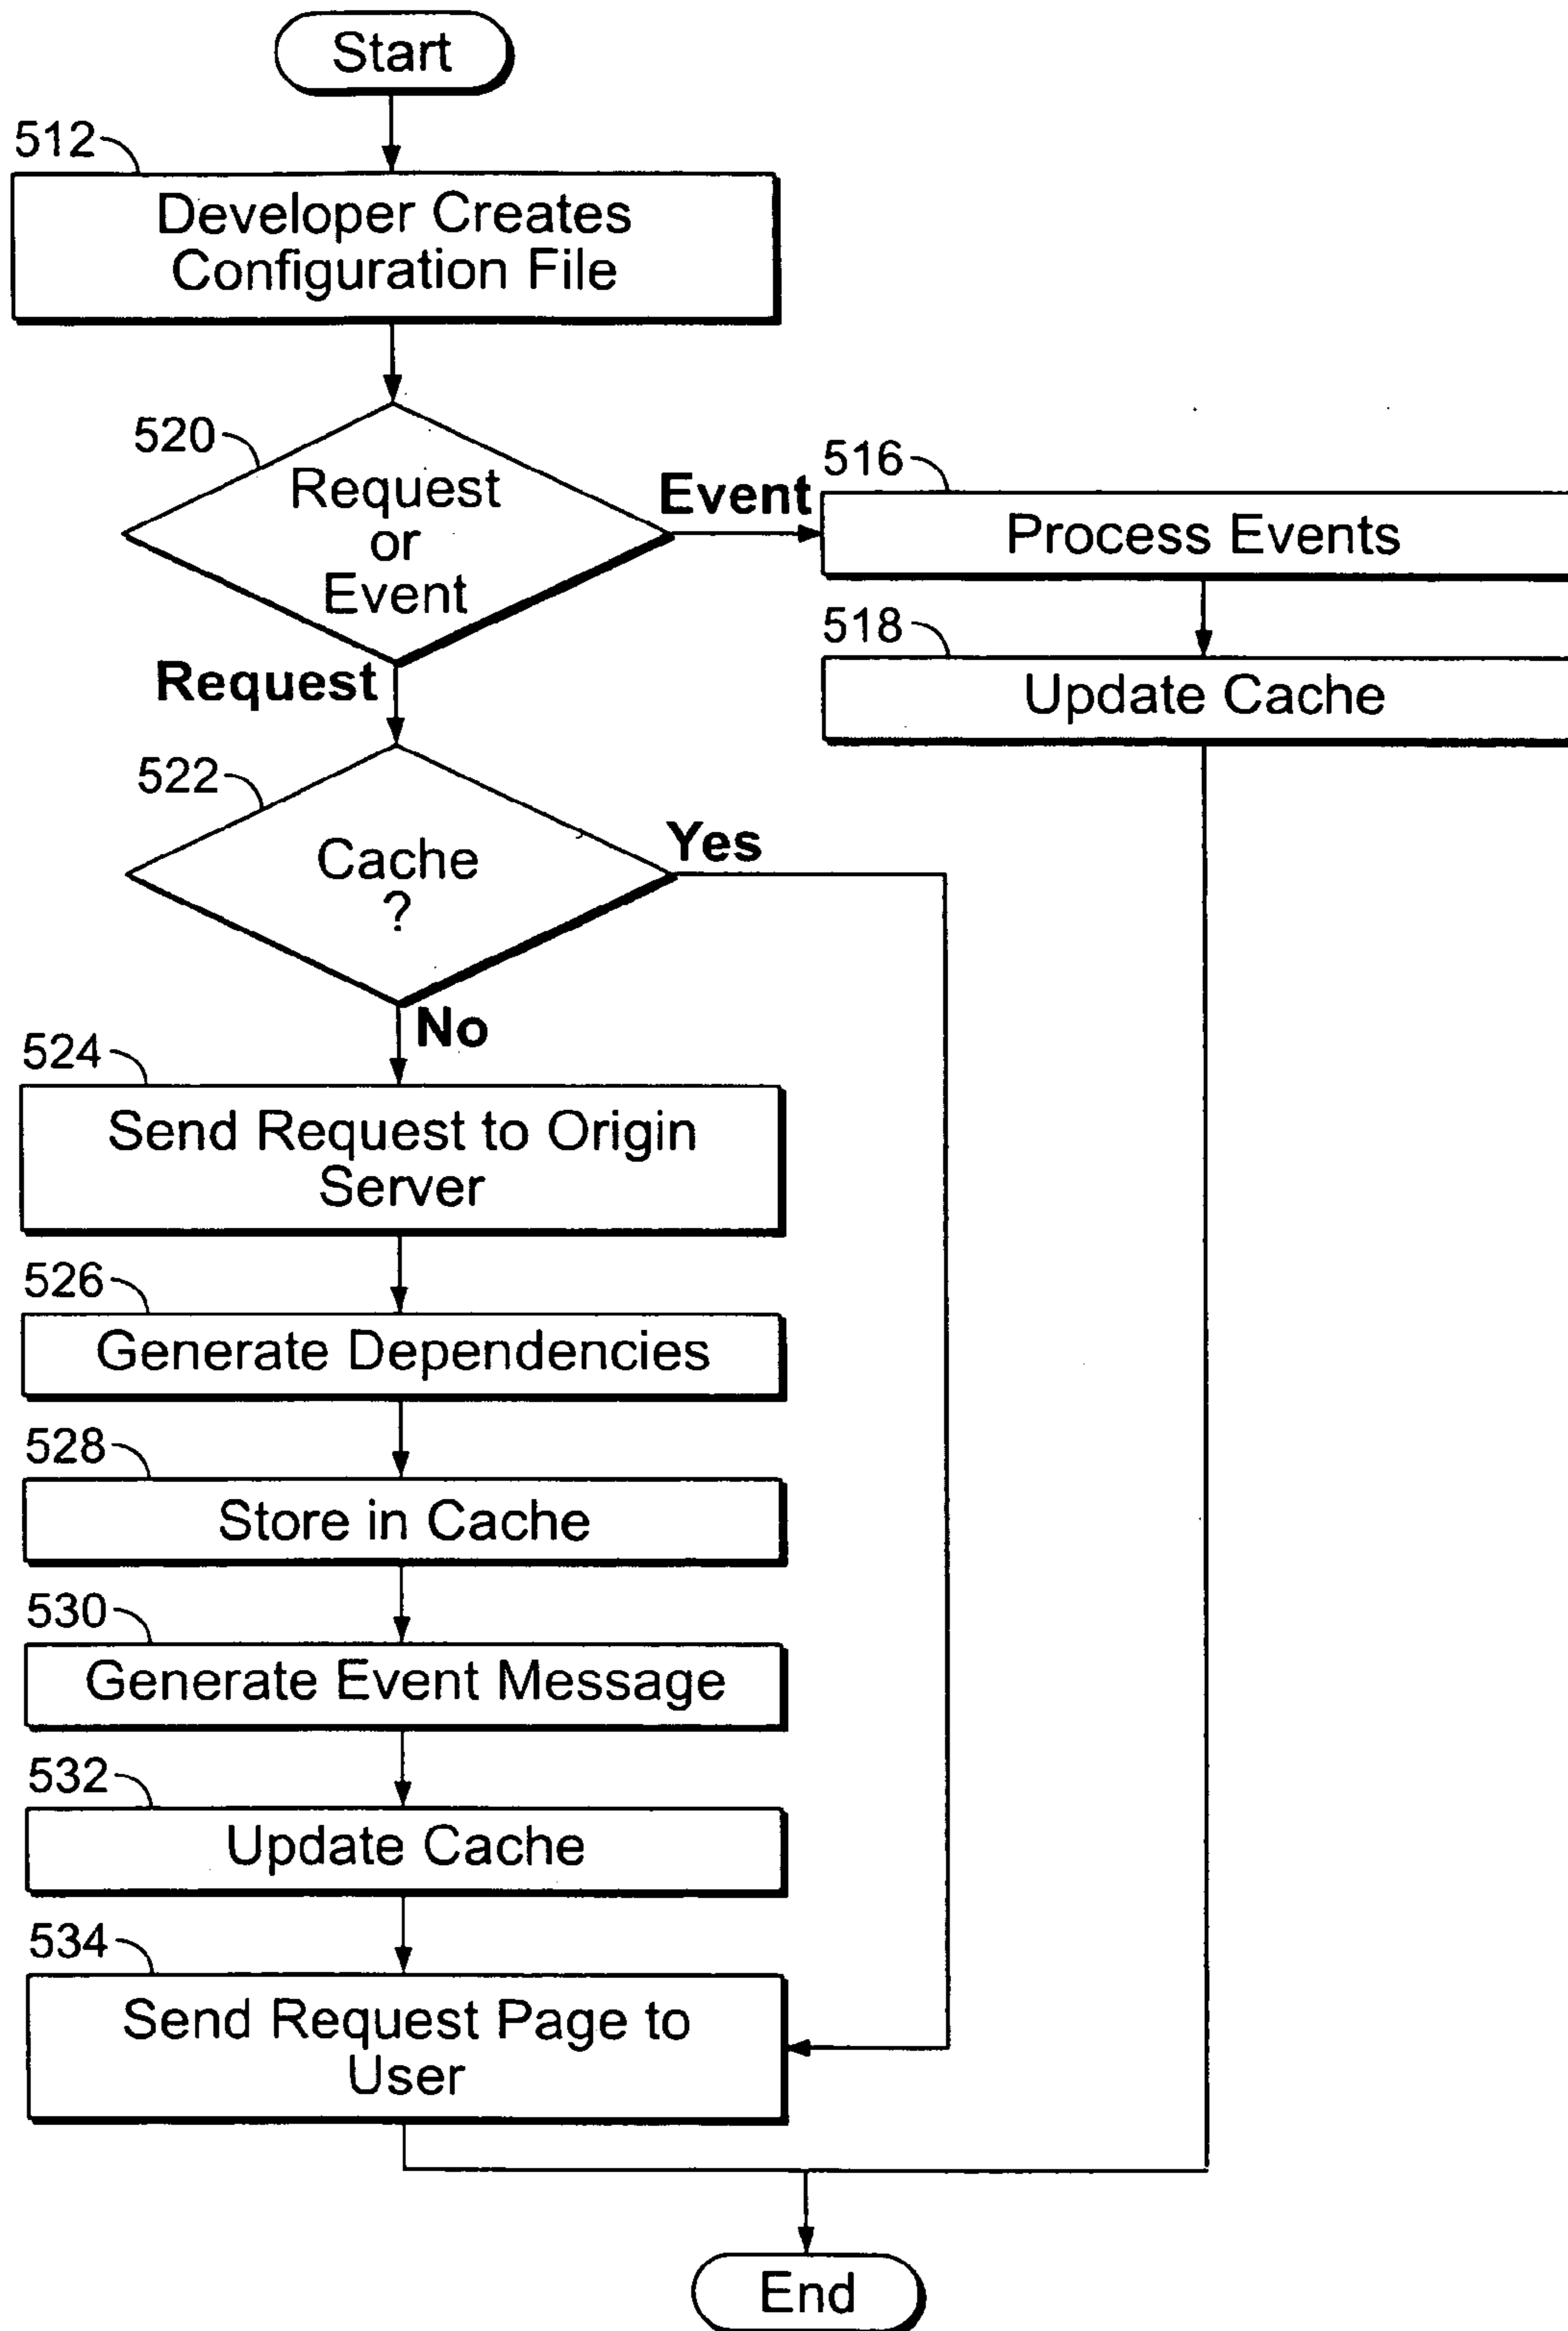 Start
512
Developer Creates
Configuration File
520
Request
or
Event
Event
516
Process Events
518
Update Cache
Request
522
Cache
?
Yes
No
524
Send Request to Origin
Server
526
Generate Dependencies
528
Store in Cache
530
Generate Event Message
532
Update Cache
534
Send Request Page to
User
End